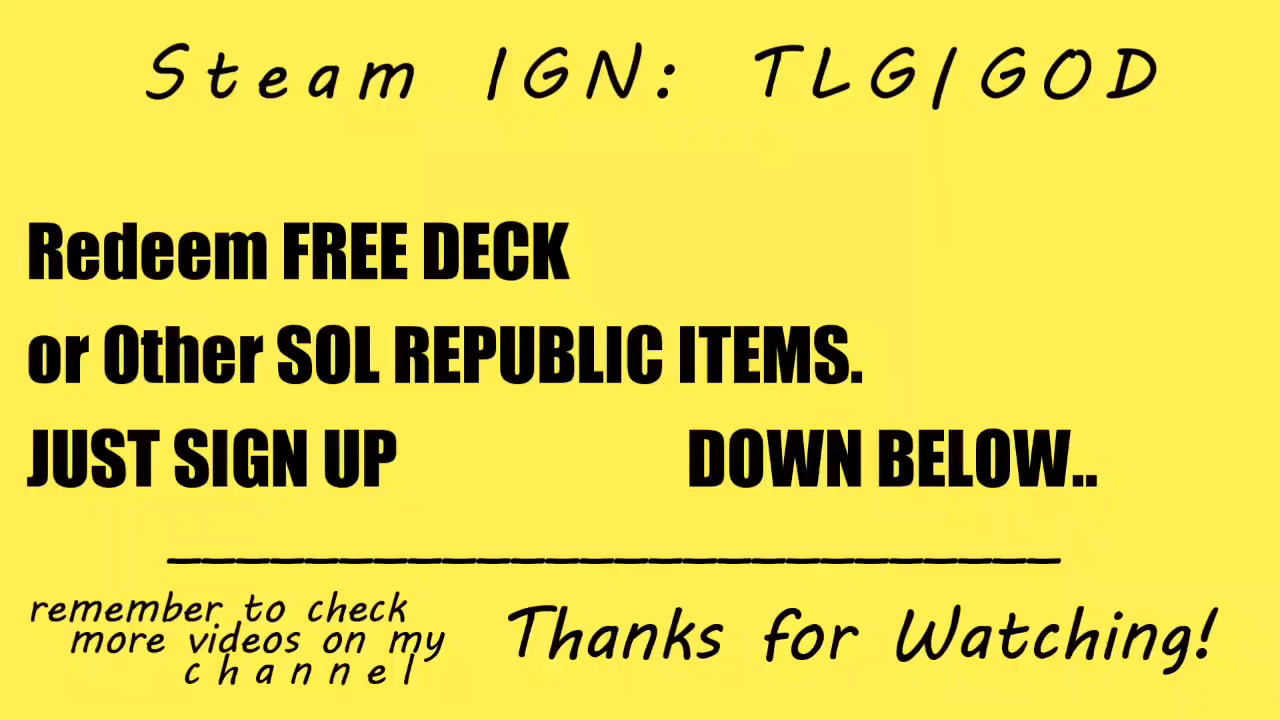 Steam IGN: TLG/GOD
Redeem FREE DECK
or Other SOL REPUBLIC ITEMS.
JUST SIGN UP DOWN BELOW..
__________________________
remember to check
more videos on my
channel
Thanks for Watching!